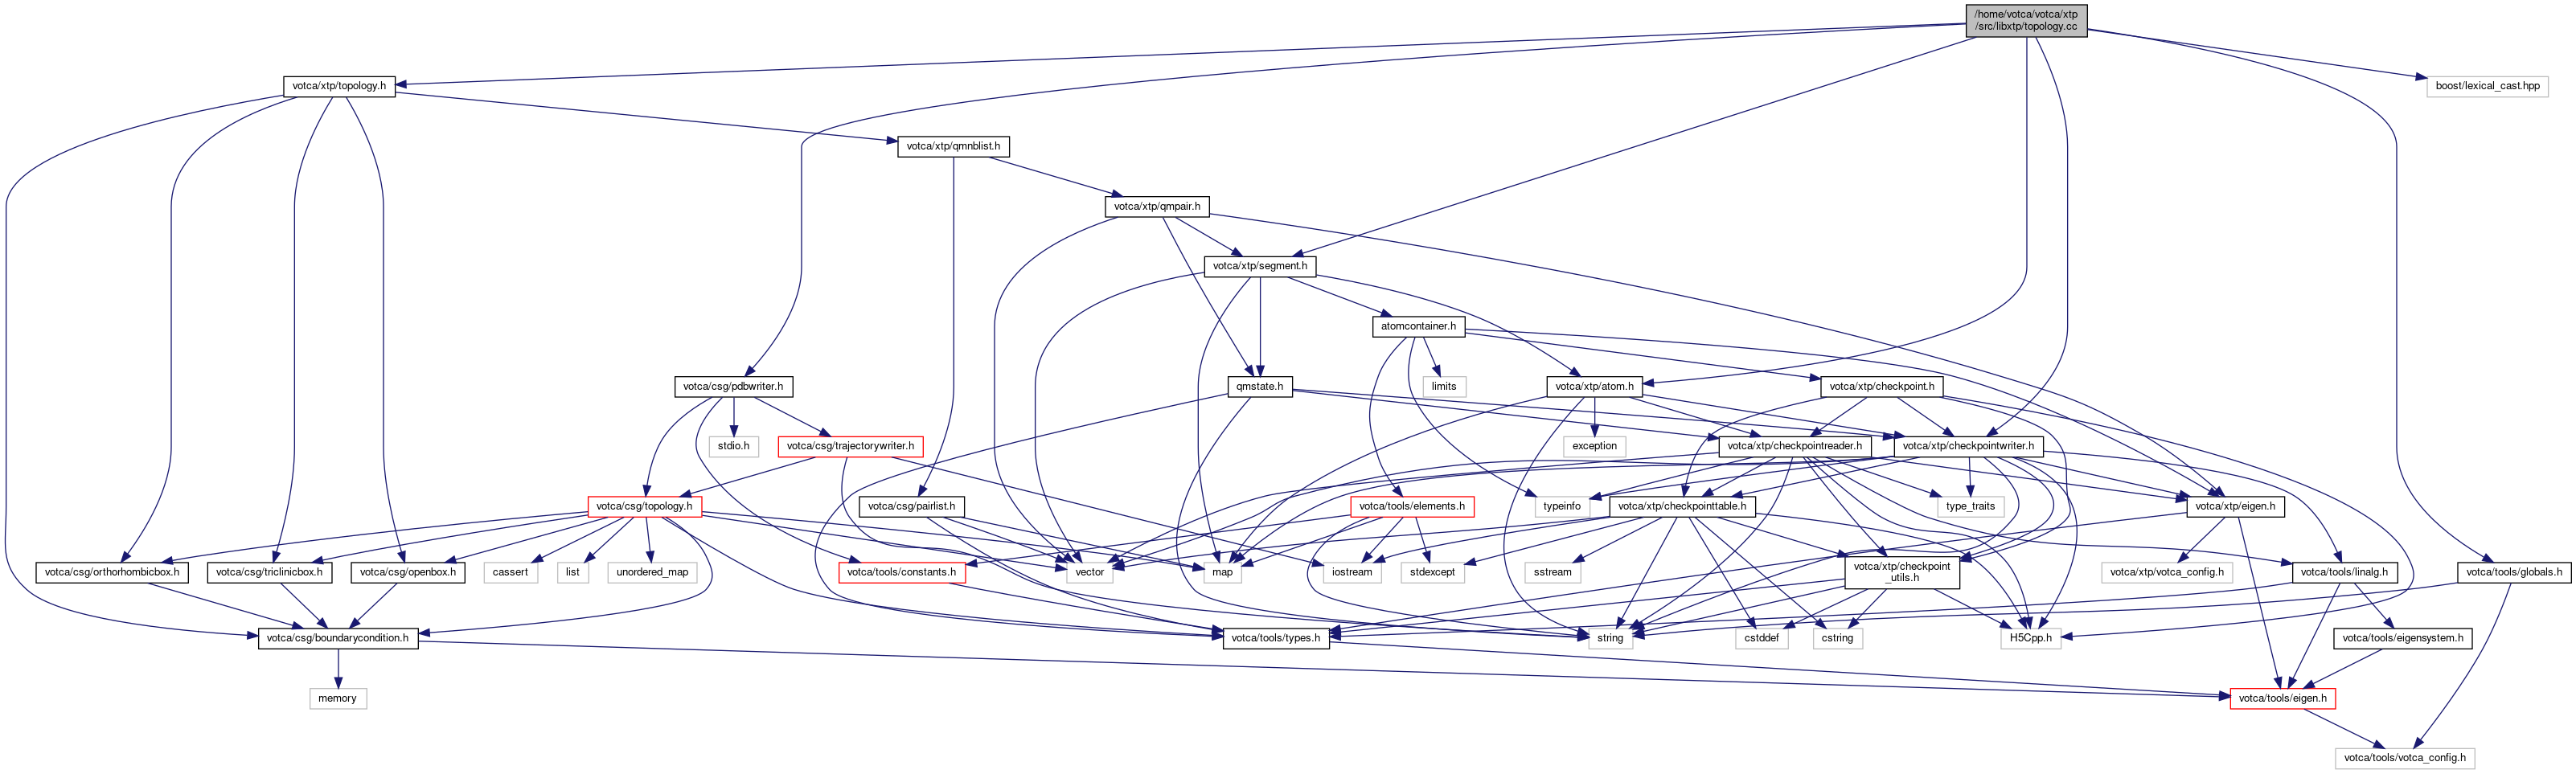 /home/votca/votca/xtp
/src/libxtp/topology.cc
votca/xtp/topology.h
boost/lexical_cast.hpp
votca/xtp/qmnblist.h
votca/xtp/qmpair.h
votca/xtp/segment.h
atomcontainer.h
votca/csg/pdbwriter.h
qmstate.h
limits
votca/xtp/atom.h
votca/xtp/checkpoint.h
stdio.h
votca/csg/trajectorywriter.h
exception
votca/xtp/checkpointreader.h
votca/xtp/checkpointwriter.h
votca/csg/topology.h
votca/csg/pairlist.h
votca/tools/elements.h
typeinfo
votca/xtp/checkpointtable.h
type_traits
votca/xtp/eigen.h
votca/csg/orthorhombicbox.h
votca/csg/triclinicbox.h
votca/csg/openbox.h
cassert
list
unordered_map
votca/tools/constants.h
vector
map
iostream
stdexcept
sstream
votca/xtp/checkpoint
_utils.h
votca/xtp/votca_config.h
votca/tools/linalg.h
votca/tools/globals.h
votca/csg/boundarycondition.h
votca/tools/types.h
string
cstddef
cstring
H5Cpp.h
votca/tools/eigensystem.h
memory
votca/tools/eigen.h
votca/tools/votca_config.h